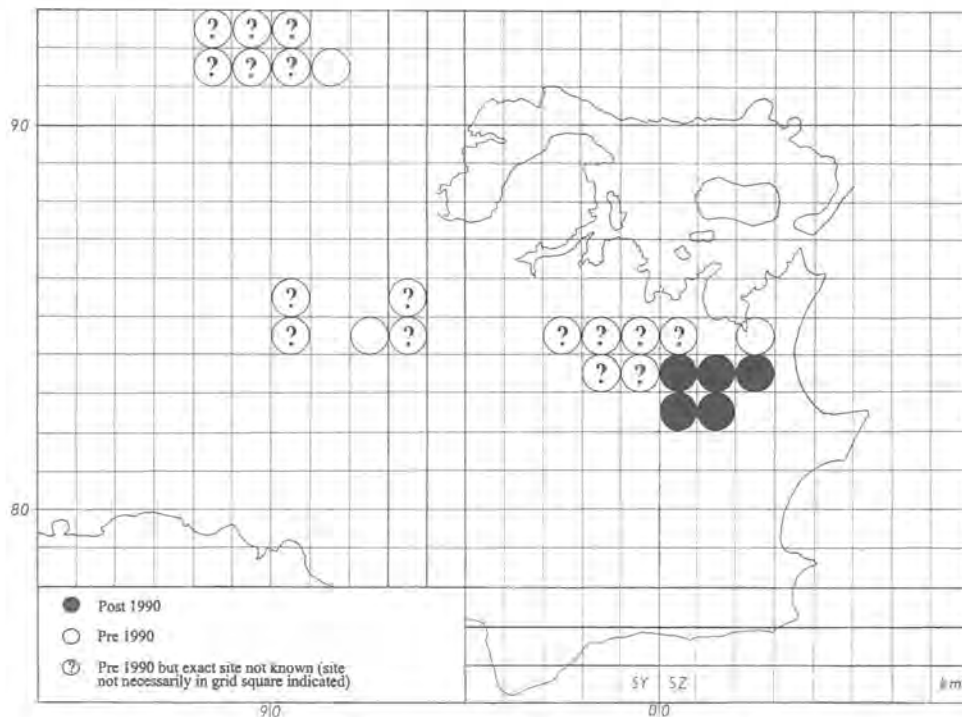 ? ? ?
? ? ?
90
? ?
? ?
? ? ? ?
? ?
80
Post 1990
Pre 1990
? Pre 1990 but exact site not known (site
not necessarily in grid square indicated)
SY SZ km
90 00